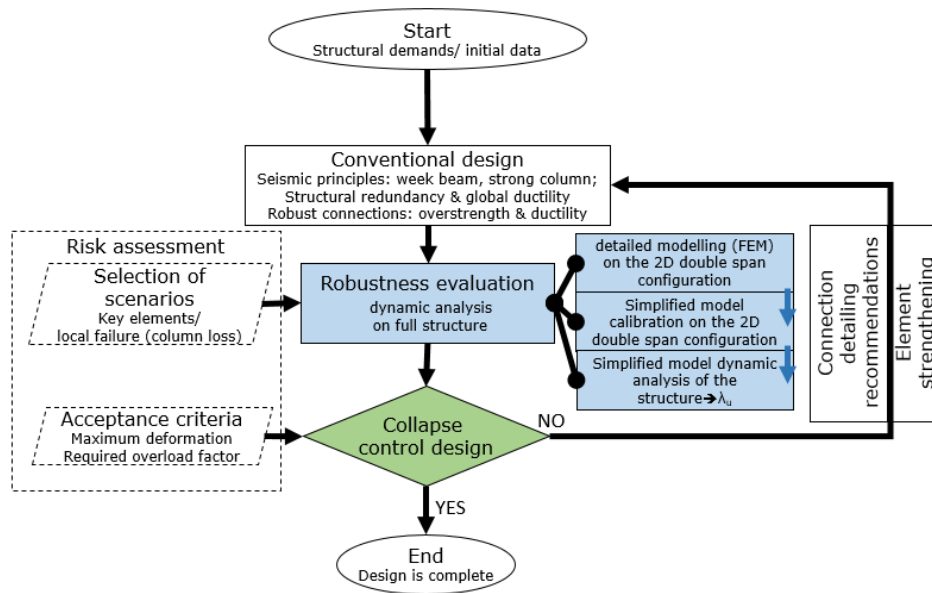 Start
Structural demands/ initial data
Conventional design
Seismic principles: week beam, strong column;
Structural redundancy & global ductility
Robust connections: overstrength & ductility
Risk assessment
Selection of
scenarios
Key elements/
local failure (column loss)
Robustness evaluation
dynamic analysis
on full structure
detailed modelling (FEM)
on the 2D double span
configuration
Simplified model
calibration on the 2D
double span configuration
Simplified model dynamic
analysis of the
structure➔λu
Connection
detailing
recommendations
Element
strengthening
Acceptance criteria
Maximum deformation
Required overload factor
Collapse
control design
NO
YES
End
Design is complete